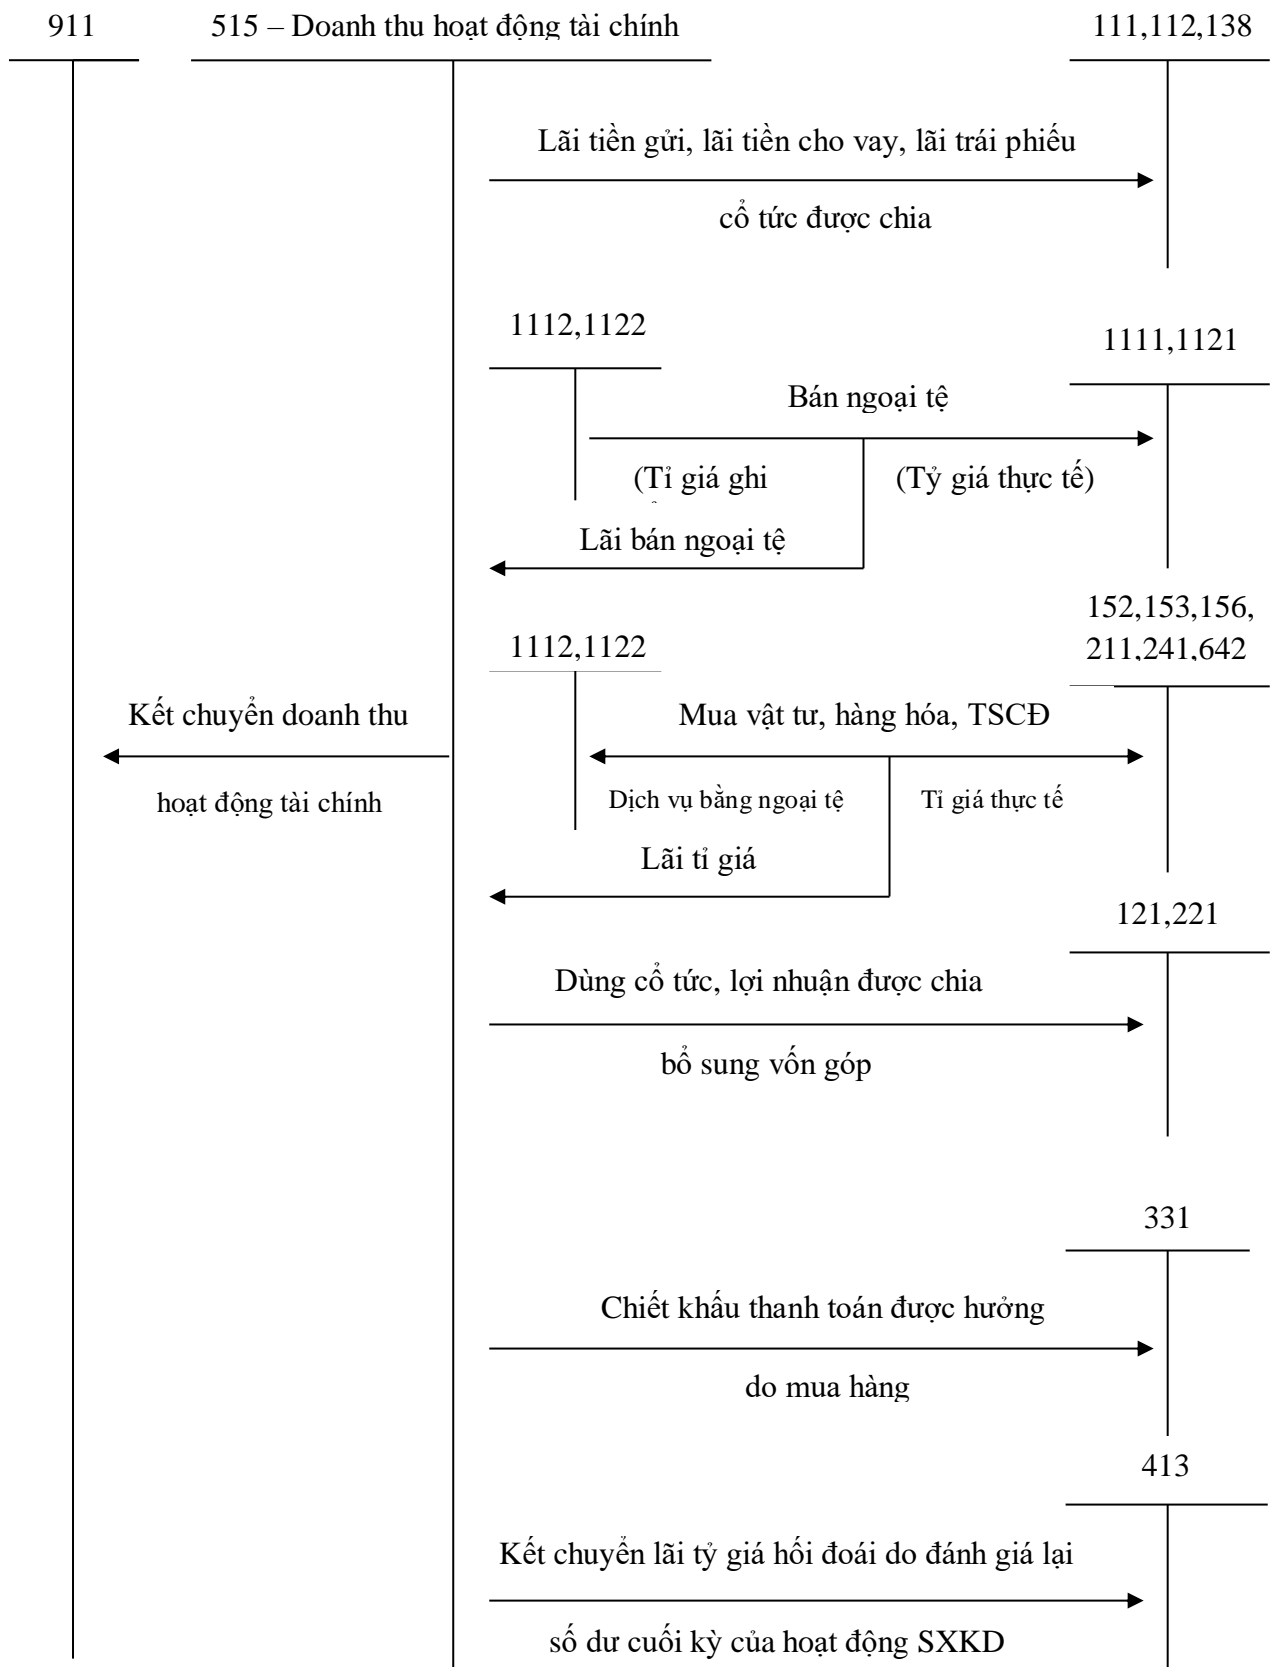 911
515 – Doanh thu hoạt động tài chính
111,112,138
Lãi tiền gửi, lãi tiền cho vay, lãi trái phiếu
cổ tức được chia
1112,1122
1111,1121
Bán ngoại tệ
(Tỉ giá ghi
(Tỷ giá thực tế)
Lãi bán ngoại tệ
152,153,156,
211,241,642
1112,1122
Kết chuyển doanh thu
hoạt động tài chính
Mua vật tư, hàng hóa, TSCĐ
Dịch vụ bằng ngoại tệ
Tỉ giá thực tế
Lãi tỉ giá
121,221
Dùng cổ tức, lợi nhuận được chia
bổ sung vốn góp
331
Chiết khấu thanh toán được hưởng
do mua hàng
413
Kết chuyển lãi tỷ giá hối đoái do đánh giá lại
số dư cuối kỳ của hoạt động SXKD